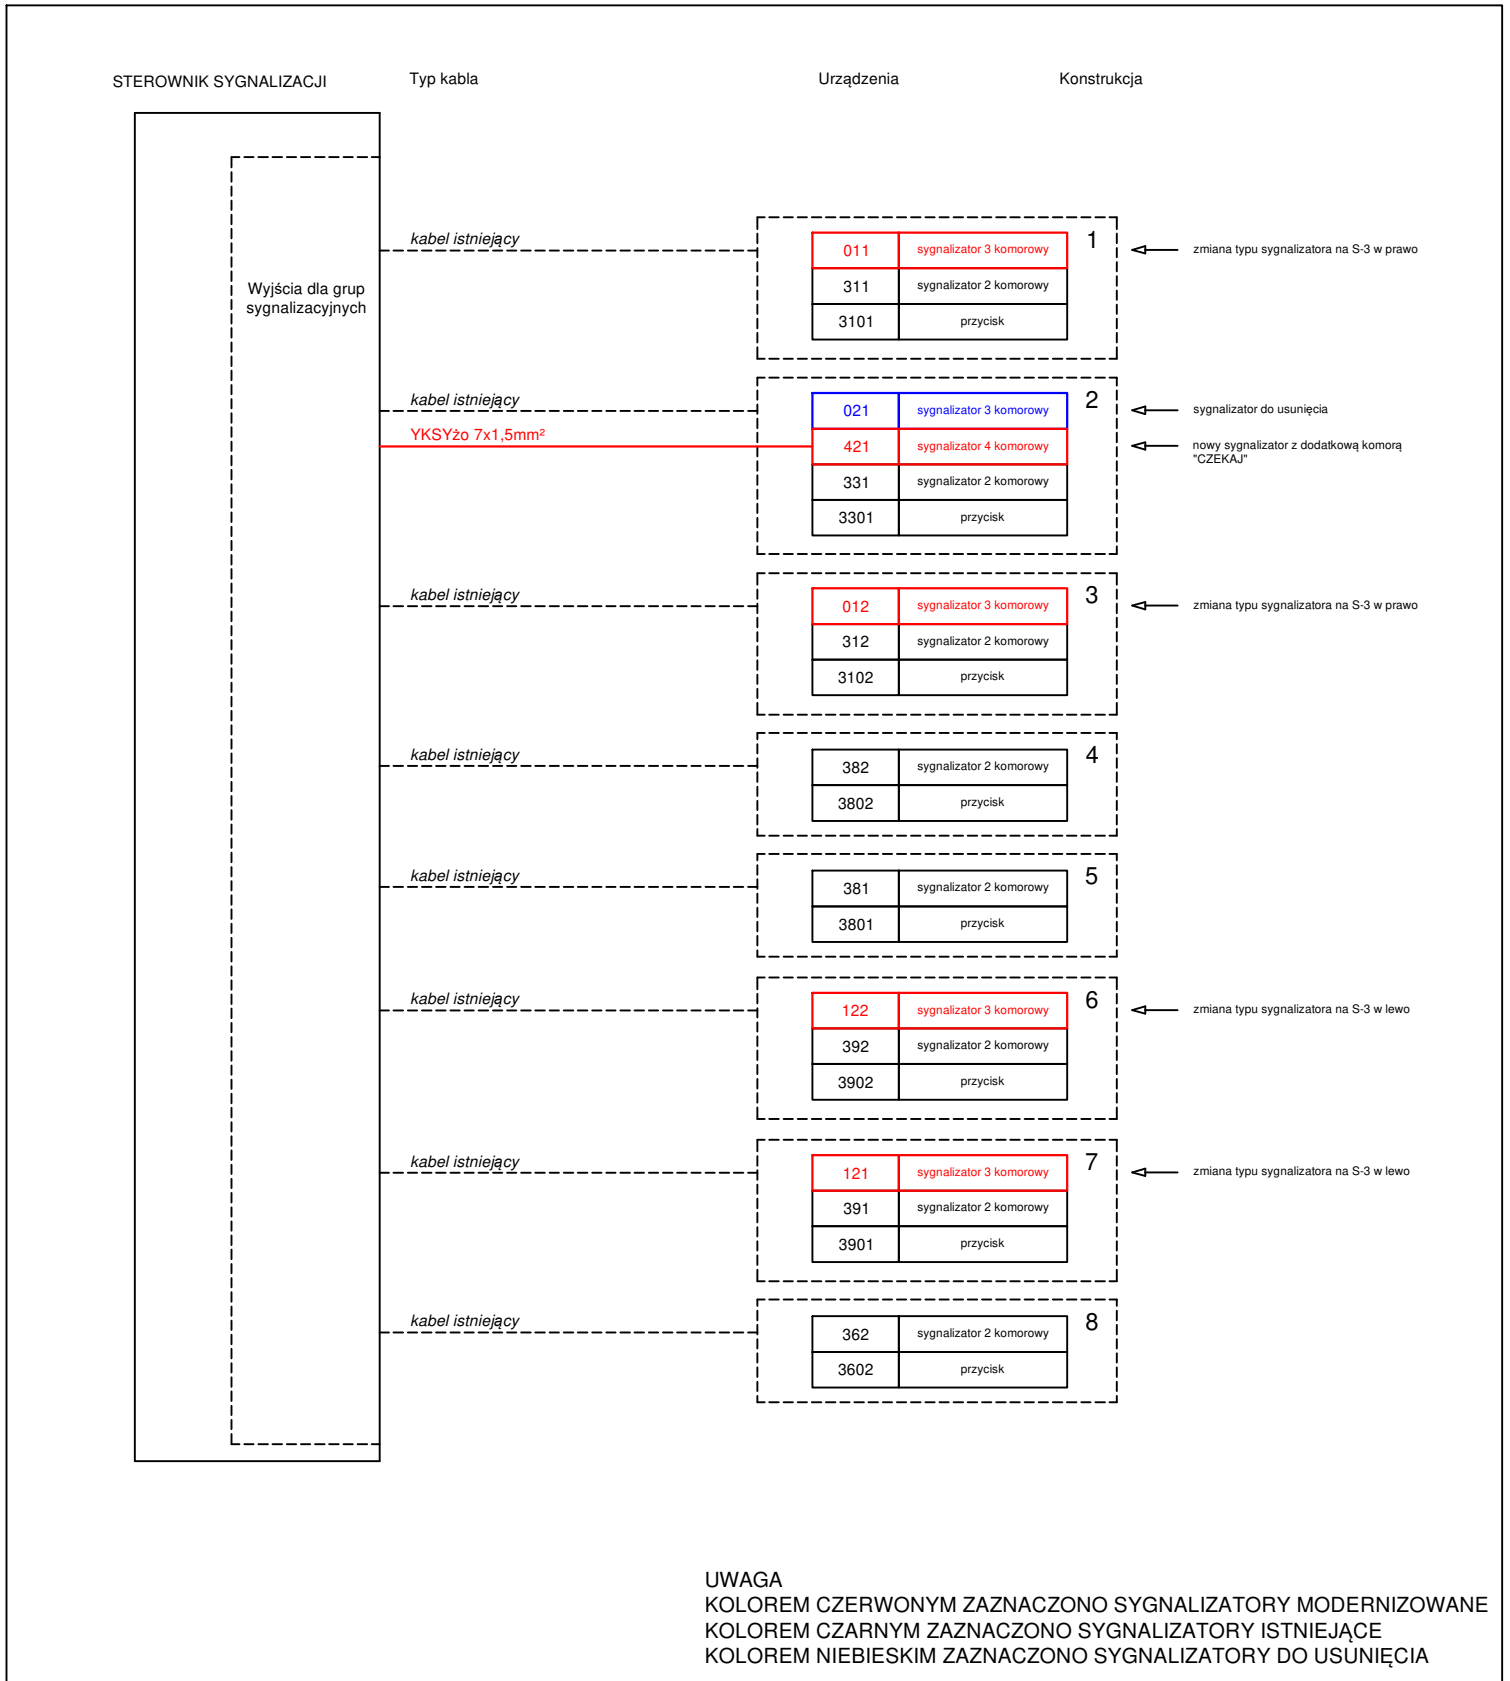 STEROWNIK SYGNALIZACJI
Typ kabla
Urządzenia
Konstrukcja
Wyjścia dla grup
sygnalizacyjnych
kabel istniejący
011 sygnalizator 3 komorowy
311 sygnalizator 2 komorowy
3101 przycisk
1
zmiana typu sygnalizatora na S-3 w prawo
kabel istniejący
YKSYżo 7x1,5mm²
021 sygnalizator 3 komorowy
421 sygnalizator 4 komorowy
331 sygnalizator 2 komorowy
3301 przycisk
2
sygnalizator do usunięcia
nowy sygnalizator z dodatkową komorą
"CZEKAJ"
kabel istniejący
012 sygnalizator 3 komorowy
312 sygnalizator 2 komorowy
3102 przycisk
3
zmiana typu sygnalizatora na S-3 w prawo
kabel istniejący
382 sygnalizator 2 komorowy
3802 przycisk
4
kabel istniejący
381 sygnalizator 2 komorowy
3801 przycisk
5
kabel istniejący
122 sygnalizator 3 komorowy
392 sygnalizator 2 komorowy
3902 przycisk
6
zmiana typu sygnalizatora na S-3 w lewo
kabel istniejący
121 sygnalizator 3 komorowy
391 sygnalizator 2 komorowy
3901 przycisk
7
zmiana typu sygnalizatora na S-3 w lewo
kabel istniejący
362 sygnalizator 2 komorowy
3602 przycisk
8
UWAGA
KOLOREM CZERWONYM ZAZNACZONO SYGNALIZATORY MODERNIZOWANE
KOLOREM CZARNYM ZAZNACZONO SYGNALIZATORY ISTNIEJĄCE
KOLOREM NIEBIESKIM ZAZNACZONO SYGNALIZATORY DO USUNIĘCIA